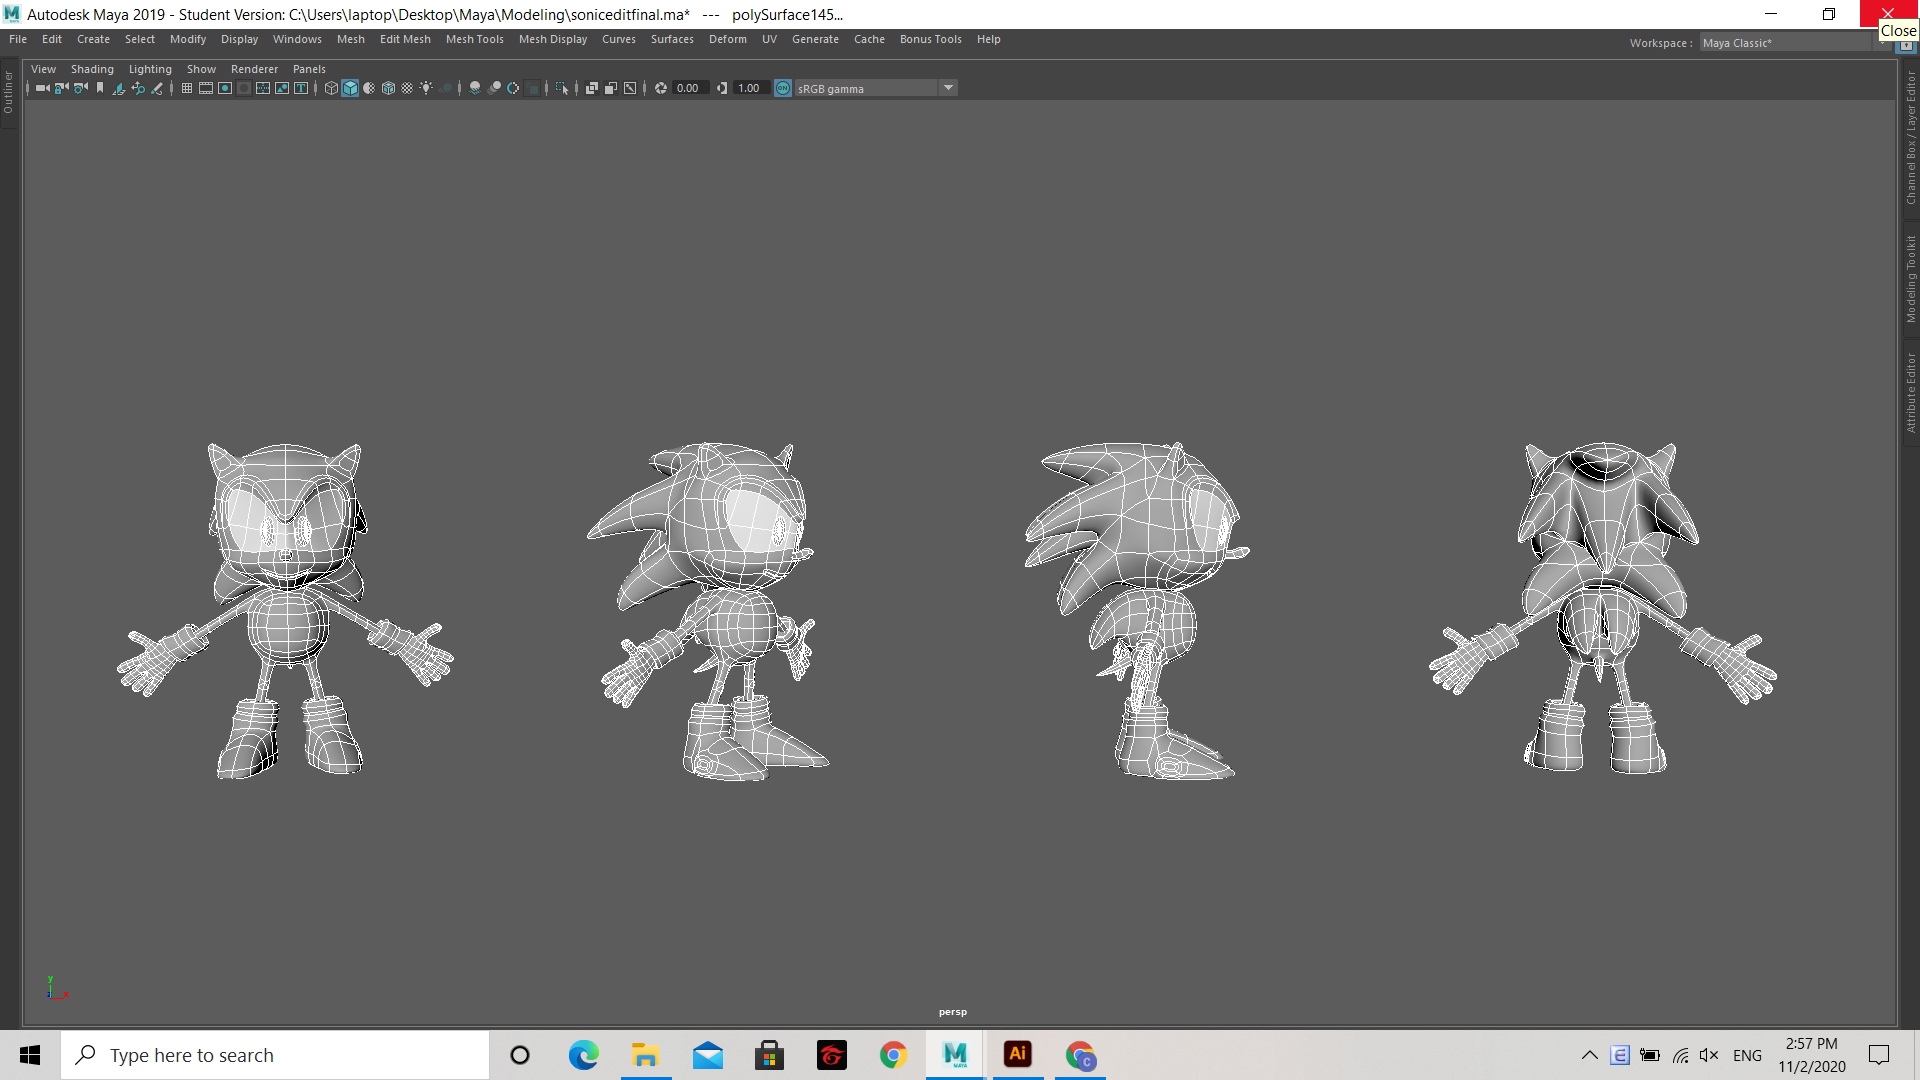 Autodesk Maya 2019 - Student Version: C:\Users\laptop\Desktop\Maya\Modeling\soniceditfinal.ma*   ---   polySurface145...
Close
File Edit Create Select Modify Display Windows Mesh Edit Mesh Mesh Tools Mesh Display Curves Surfaces Deform UV Generate Cache Bonus Tools Help
Workspace : Maya Classic*
View Shading Lighting Show Renderer Panels
0.00 1.00 ON sRGB gamma
Outliner
Channel Box / Layer Editor
Modeling Toolkit
Attribute Editor
y
z x
persp
Type here to search
M
MAYA
Ai
C
E
ENG
2:57 PM
11/2/2020